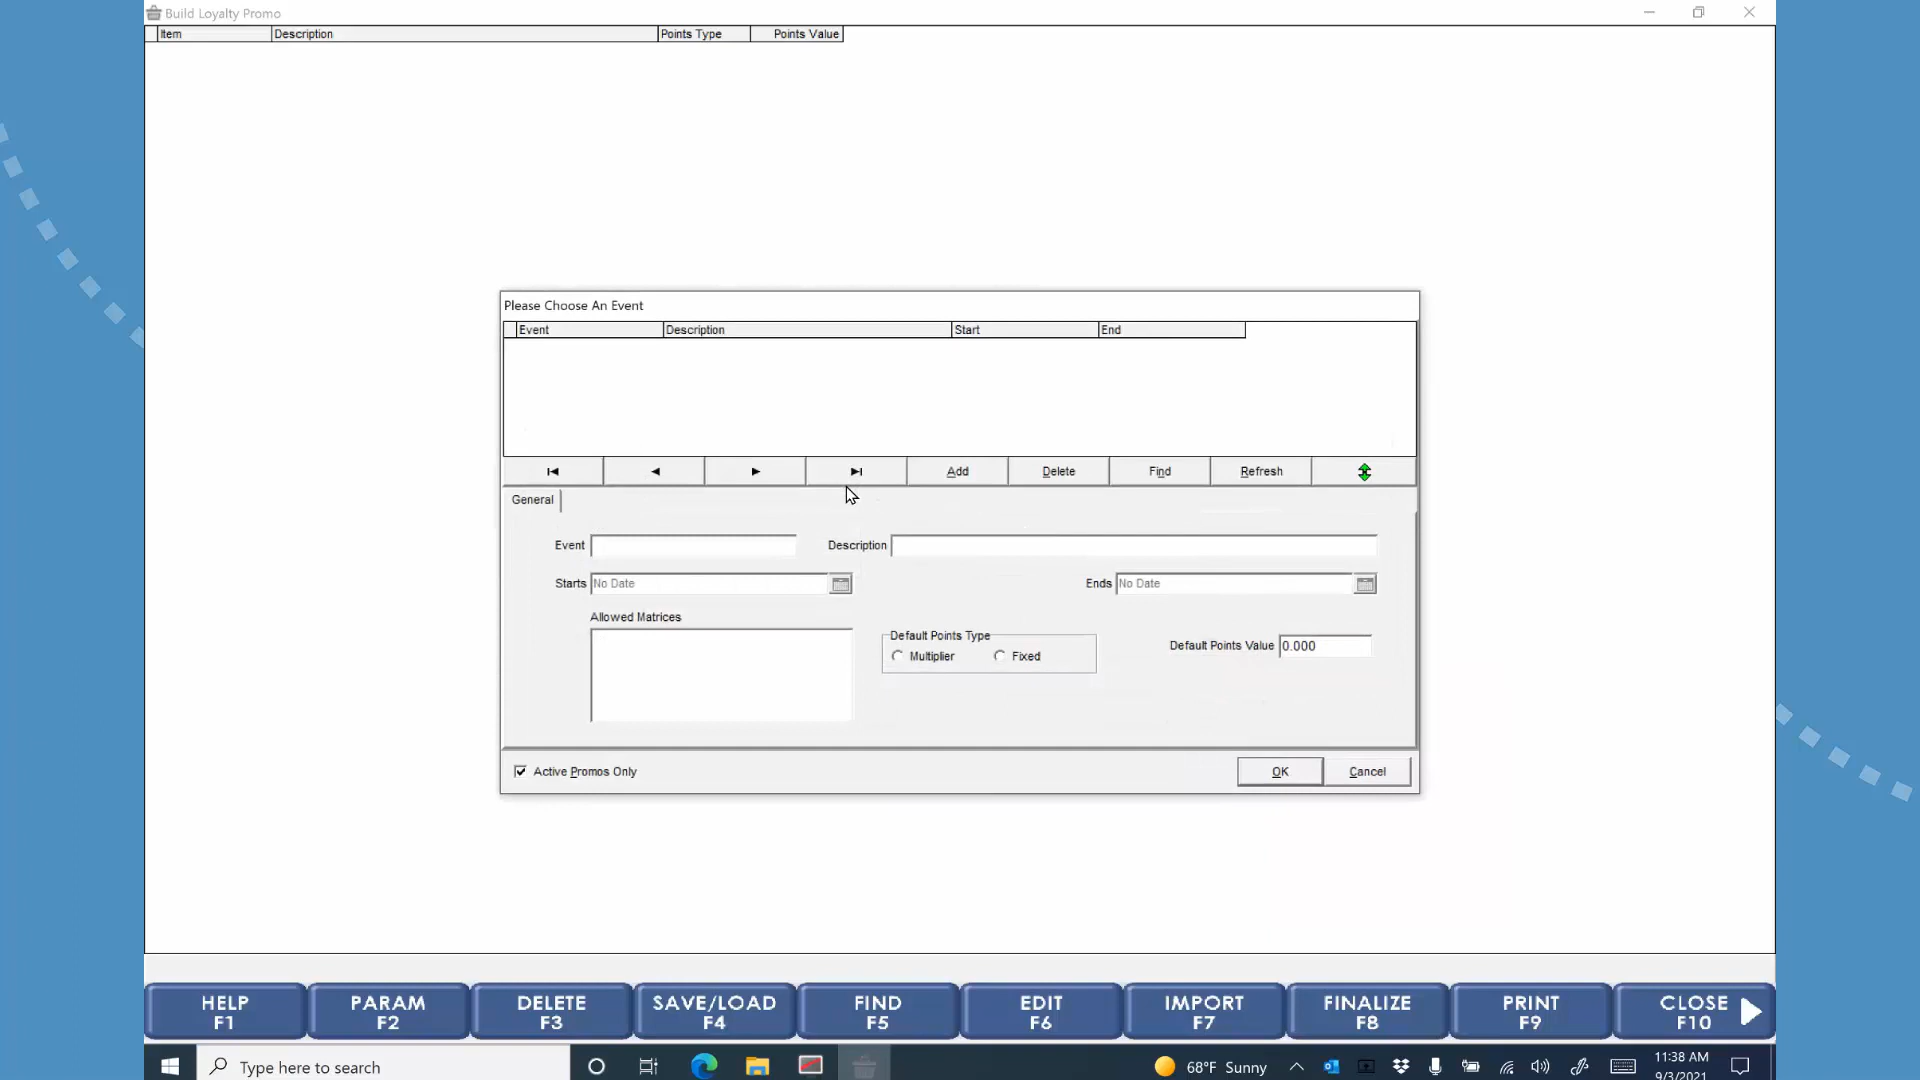 Build Loyalty Promo
Item Description Points Type Points Value
Please Choose An Event
Event Description Start End
Add Delete Find Refresh
General
Event Description
Starts No Date Ends No Date
Allowed Matrices
Default Points Type
Multiplier Fixed
Default Points Value 0.000
Active Promos Only OK Cancel
HELP PARAM DELETE SAVE/LOAD FIND EDIT IMPORT FINALIZE PRINT CLOSE
F1 F2 F3 F4 F5 F6 F7 F8 F9 F10
Type here to search 68°F Sunny 11:38 AM
9/3/2021